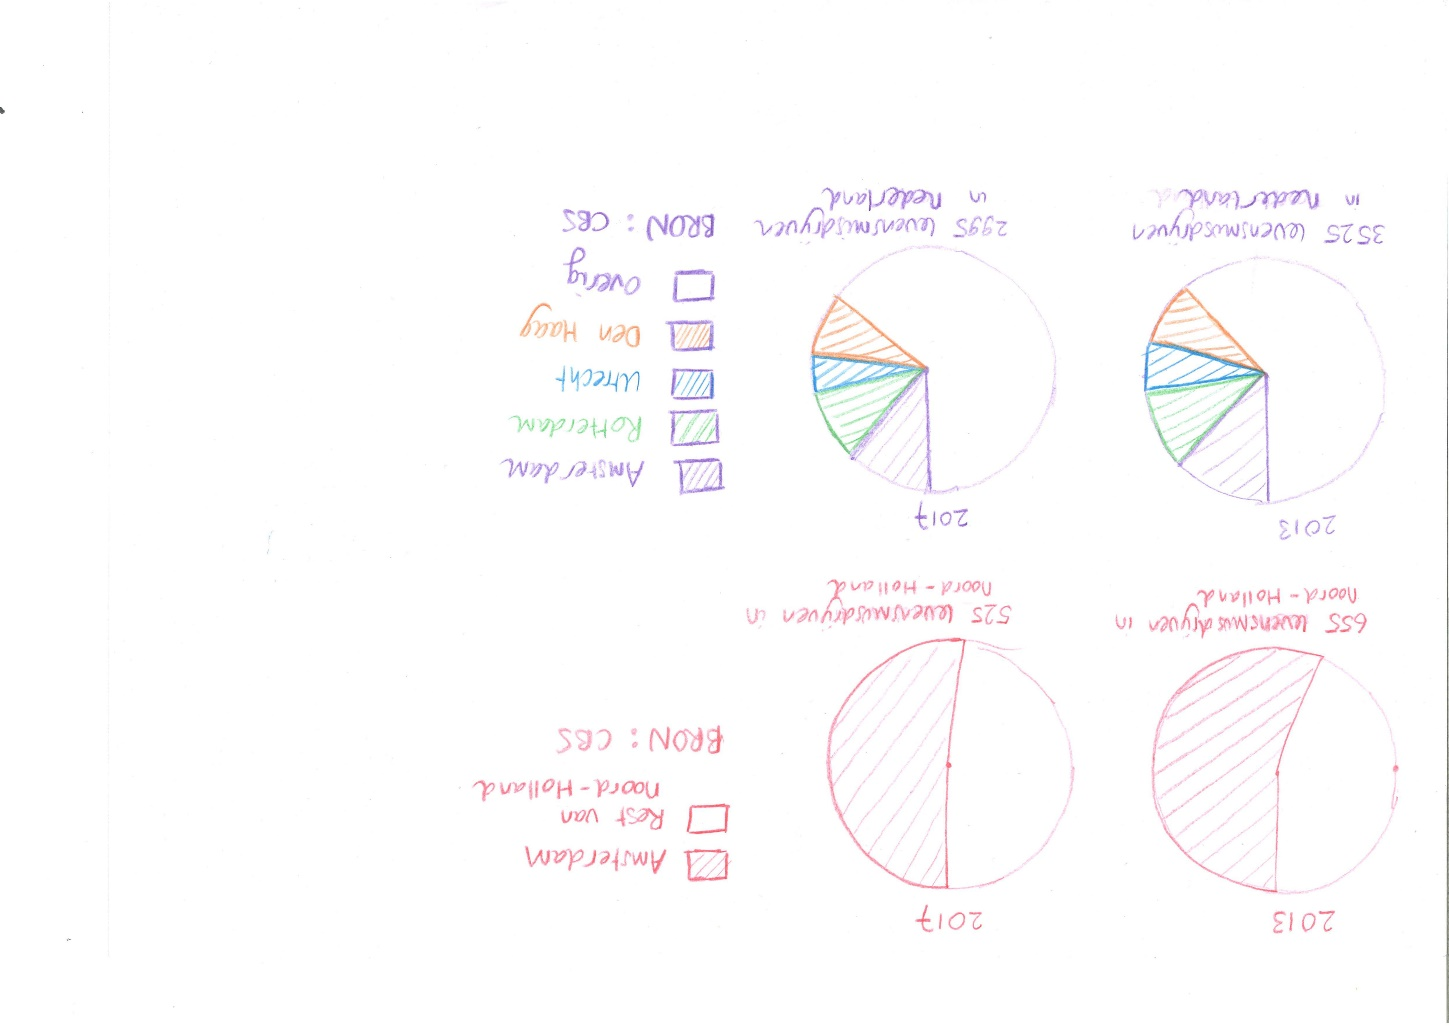 2013
2017
Amsterdam
Rest van
noord-Holland
BRON: CBS
655 levensmisdrijven in
noord-Holland
525 levensmisdrijven in
noord-Holland
2013
2017
Amsterdam
Rotterdam
Utrecht
Den Haag
Overig
BRON: CBS
3525 levensmisdrijven
in nederland
2995 levensmisdrijven
in nederland